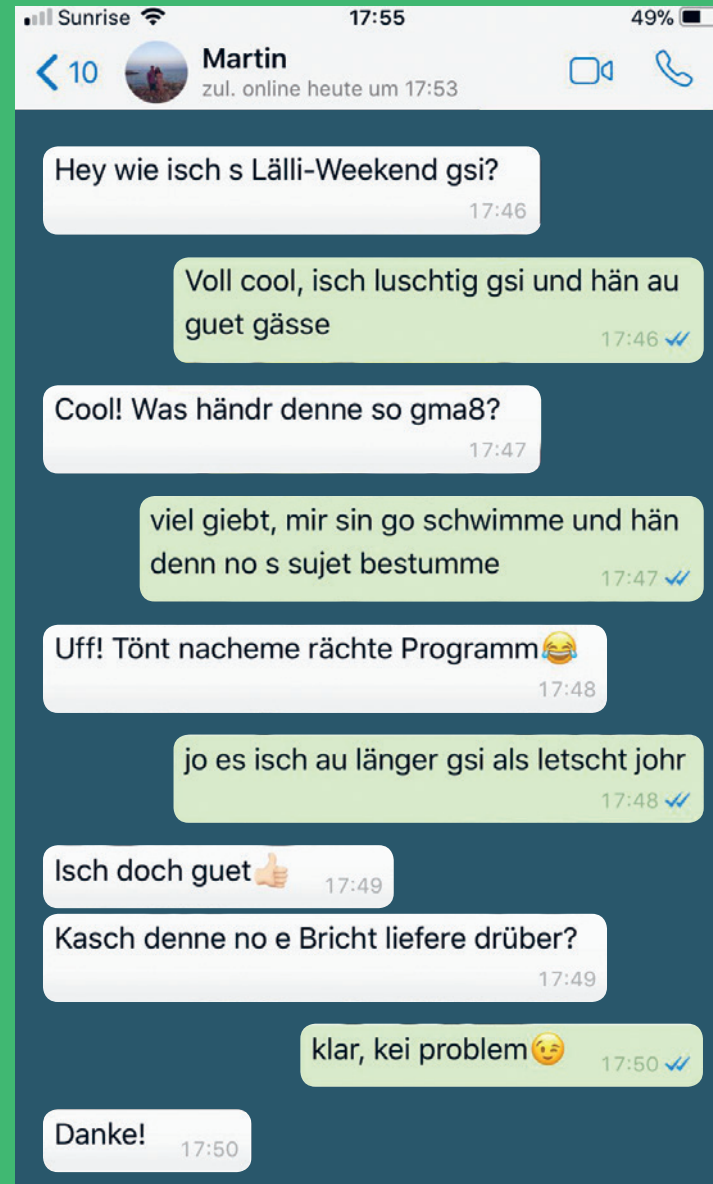 Sunrise 17:55 49%
10 Martin
zul. online heute um 17:53
Hey wie isch s Lälli-Weekend gsi?
17:46
Voll cool, isch luschtig gsi und hän au
guet gässe
17:46
Cool! Was händr denne so gma8?
17:47
viel giebt, mir sin go schwimme und hän
denn no s sujet bestumme
17:47
Uff! Tönt nacheme rächte Programm😂
17:48
jo es isch au länger gsi als letscht johr
17:48
Isch doch guet👍🏻 17:49
Kasch denne no e Bricht liefere drüber?
17:49
klar, kei problem😉 17:50
Danke! 17:50